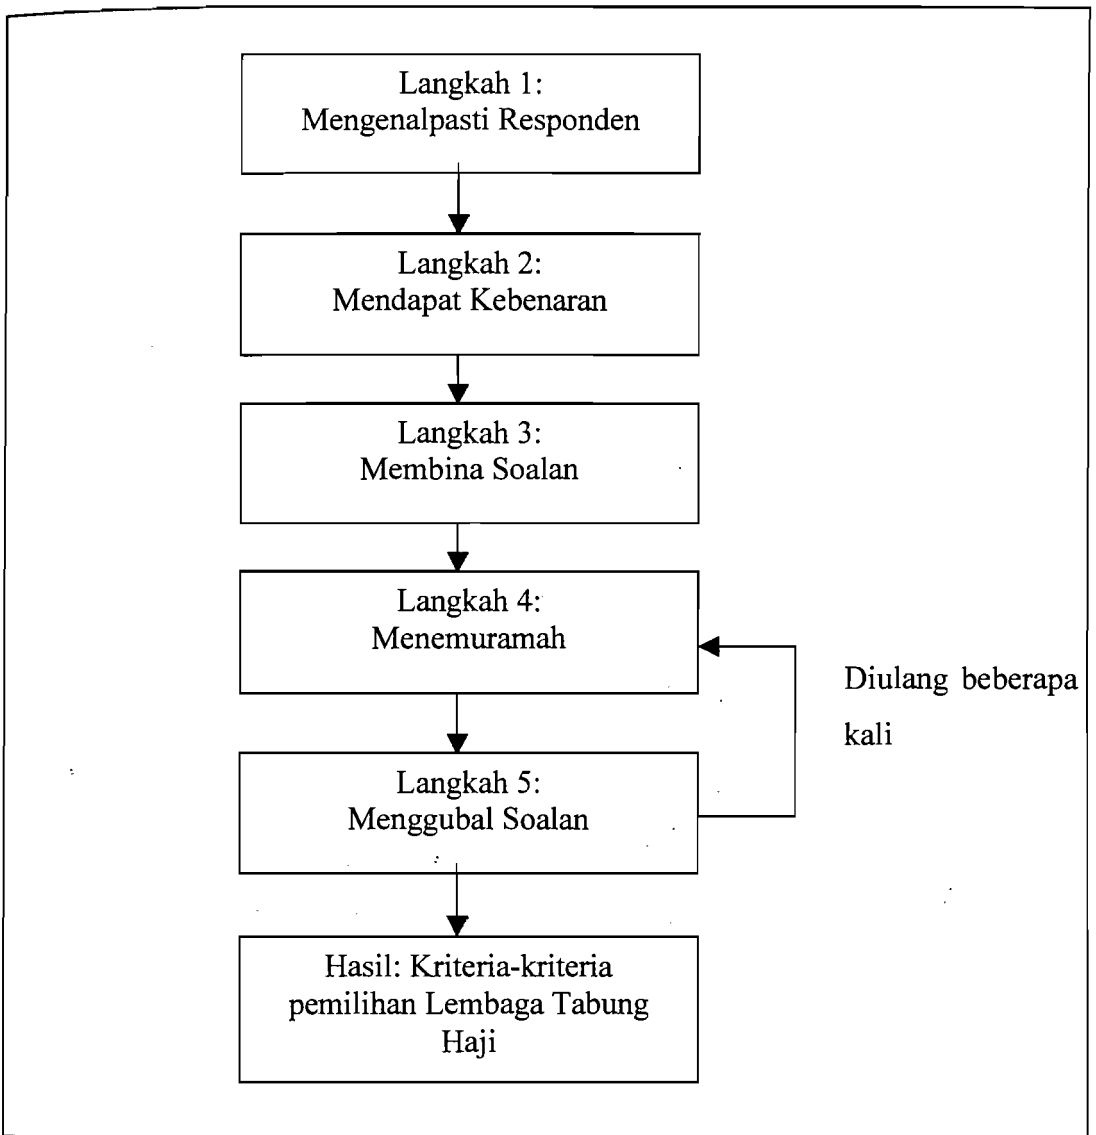 Langkah 1:
Mengenalpasti Responden
Langkah 2:
Mendapat Kebenaran
Langkah 3:
Membina Soalan
Langkah 4:
Menemuramah
Diulang beberapa
kali
Langkah 5:
Menggubal Soalan
Hasil: Kriteria-kriteria
pemilihan Lembaga Tabung
Haji